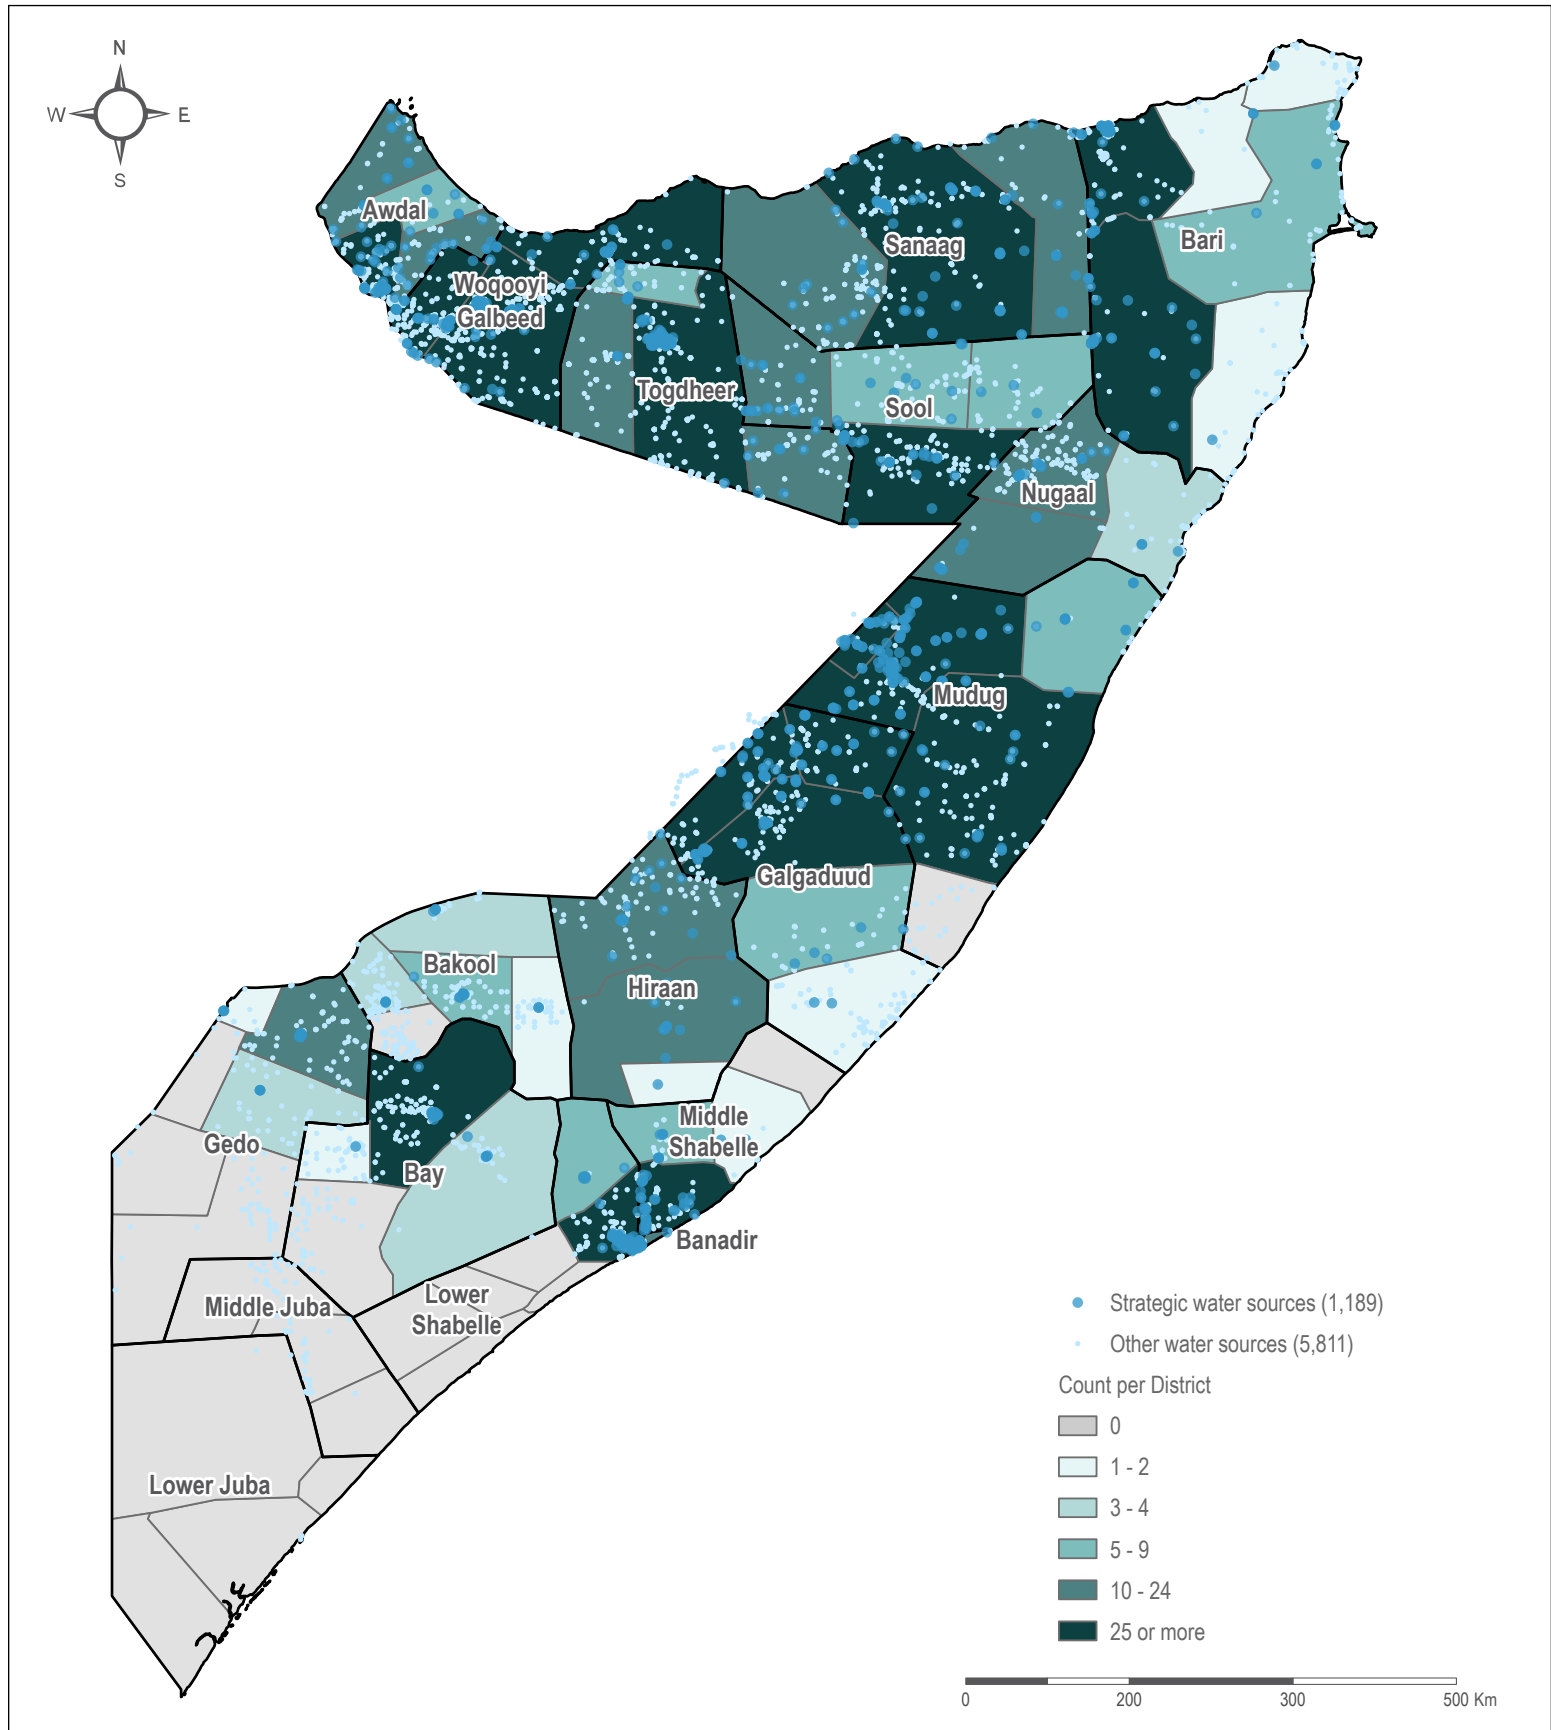 N
W
E
S
Awdal
Woqooyi
Galbeed
Togdheer
Sanaag
Sool
Bari
Nugaal
Mudug
Galgaduud
Hiraan
Bakool
Gedo
Bay
Middle
Shabelle
Banadir
Lower
Shabelle
Middle Juba
Lower Juba
Strategic water sources (1,189)
Other water sources (5,811)
Count per District
0
1 - 2
3 - 4
5 - 9
10 - 24
25 or more
0
200
300
500 Km